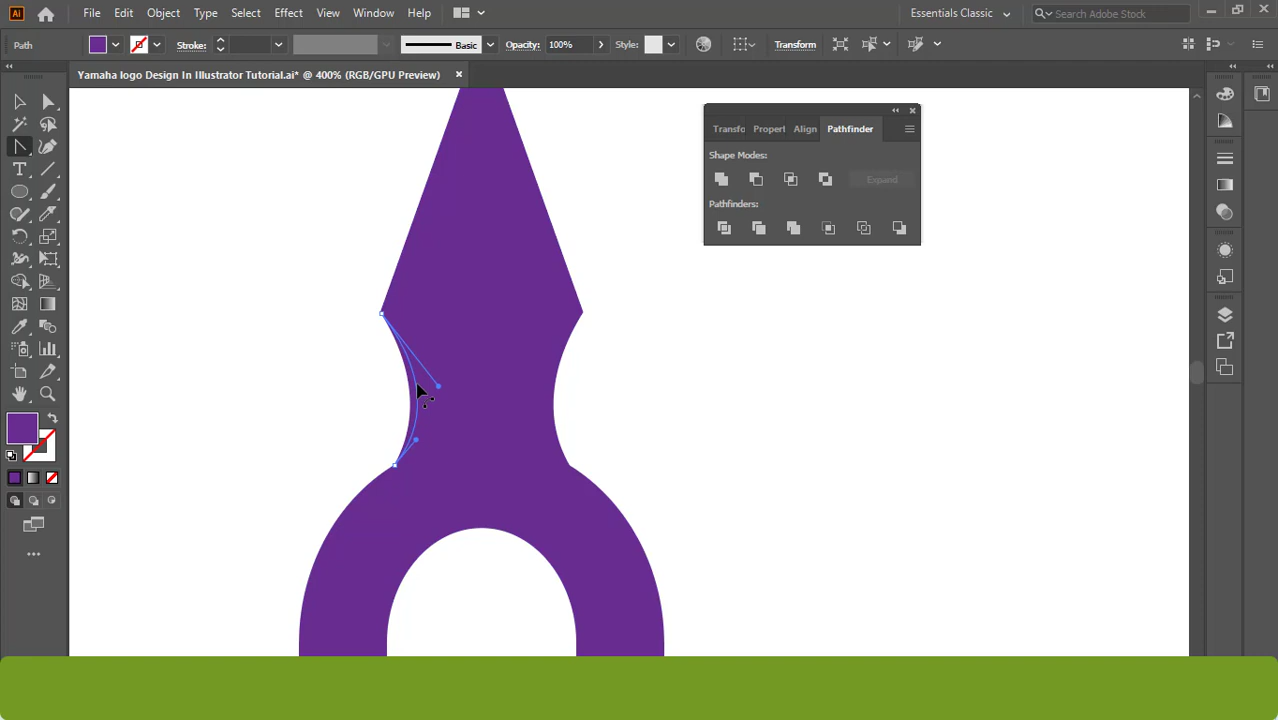 Ai File Edit Object Type Select Effect View Window Help Essentials Classic Search Adobe Stock
Path Stroke: Basic Opacity: 100% Style: Transform
Yamaha logo Design In Illustrator Tutorial.ai* @ 400% (RGB/GPU Preview)
Transfo Propert Align Pathfinder
Shape Modes:
Expand
Pathfinders: